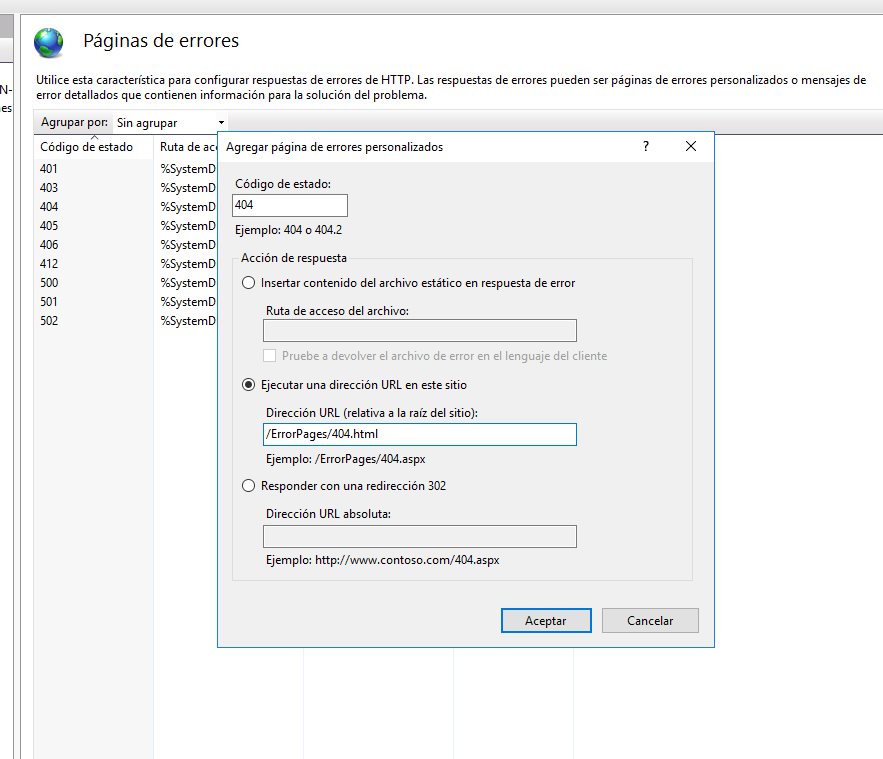 Páginas de errores
Utilice esta característica para configurar respuestas de errores de HTTP. Las respuestas de errores pueden ser páginas de errores personalizados o mensajes de
error detallados que contienen información para la solución del problema.
Agrupar por: Sin agrupar
Código de estado Ruta de acc
401 %SystemD
403 %SystemD
404 %SystemD
405 %SystemD
406 %SystemD
412 %SystemD
500 %SystemD
501 %SystemD
502 %SystemD
N-
nes
Agregar página de errores personalizados
?
Código de estado:
404
Ejemplo: 404 o 404.2
Acción de respuesta
Insertar contenido del archivo estático en respuesta de error
Ruta de acceso del archivo:
Pruebe a devolver el archivo de error en el lenguaje del cliente
Ejecutar una dirección URL en este sitio
Dirección URL (relativa a la raíz del sitio):
/ErrorPages/404.html
Ejemplo: /ErrorPages/404.aspx
Responder con una redirección 302
Dirección URL absoluta:
Ejemplo: http://www.contoso.com/404.aspx
Aceptar Cancelar